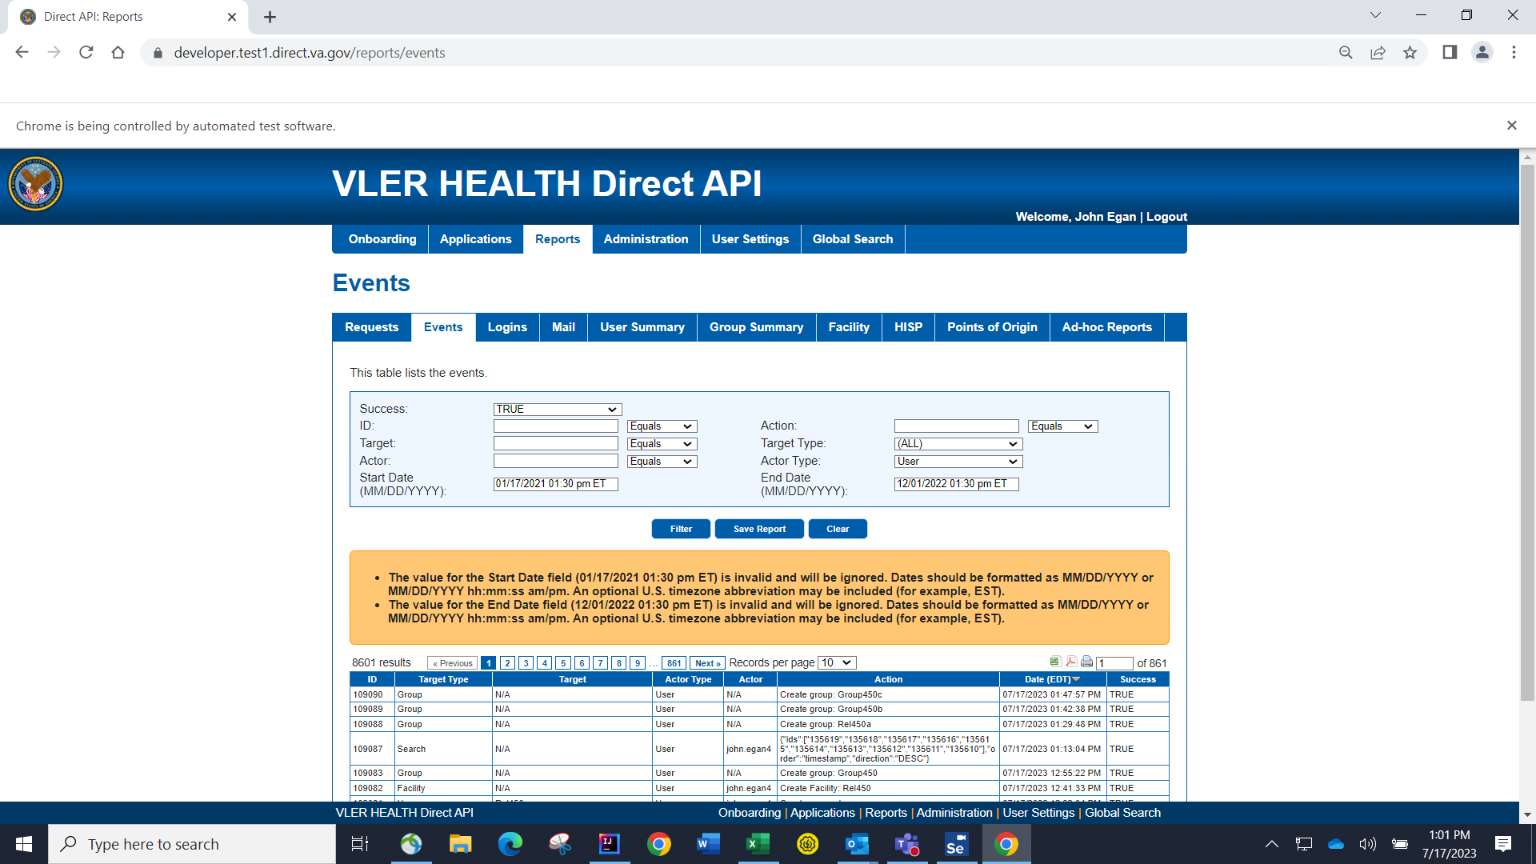 Direct API: Reports
developer.test1.direct.va.gov/reports/events
Chrome is being controlled by automated test software.
VLER HEALTH Direct API
Welcome, John Egan | Logout
Onboarding Applications Reports Administration User Settings Global Search
Events
Requests Events Logins Mail User Summary Group Summary Facility HISP Points of Origin Ad-hoc Reports
This table lists the events.
Success: TRUE
ID: Equals Action: Equals
Target: Equals Target Type: (ALL)
Actor: Equals Actor Type: User
Start Date (MM/DD/YYYY): 01/17/2021 01:30 pm ET End Date (MM/DD/YYYY): 12/01/2022 01:30 pm ET
Filter Save Report Clear
• The value for the Start Date field (01/17/2021 01:30 pm ET) is invalid and will be ignored. Dates should be formatted as MM/DD/YYYY or
MM/DD/YYYY hh:mm:ss am/pm. An optional U.S. timezone abbreviation may be included (for example, EST).
• The value for the End Date field (12/01/2022 01:30 pm ET) is invalid and will be ignored. Dates should be formatted as MM/DD/YYYY or
MM/DD/YYYY hh:mm:ss am/pm. An optional U.S. timezone abbreviation may be included (for example, EST).
8601 results « Previous 1 2 3 4 5 6 7 8 9 ... 861 Next » Records per page 10 1 of 861
ID Target Type Target Actor Type Actor Action Date (EDT) Success
109090 Group N/A User N/A Create group: Group450c 07/17/2023 01:47:57 PM TRUE
109089 Group N/A User N/A Create group: Group450b 07/17/2023 01:42:38 PM TRUE
109088 Group N/A User N/A Create group: Rel450a 07/17/2023 01:29:48 PM TRUE
109087 Search N/A User john.egan4 {"ids":["135619","135618","135617","135616","13561
5","135614","135613","135612","135611","135610"],"o
rder":"timestamp","direction":"DESC"} 07/17/2023 01:13:04 PM TRUE
109083 Group N/A User N/A Create group: Group450 07/17/2023 12:55:22 PM TRUE
109082 Facility N/A User john.egan4 Create Facility: Rel450 07/17/2023 12:41:33 PM TRUE
VLER HEALTH Direct API Onboarding | Applications | Reports | Administration | User Settings | Global Search
Type here to search
1:01 PM
7/17/2023